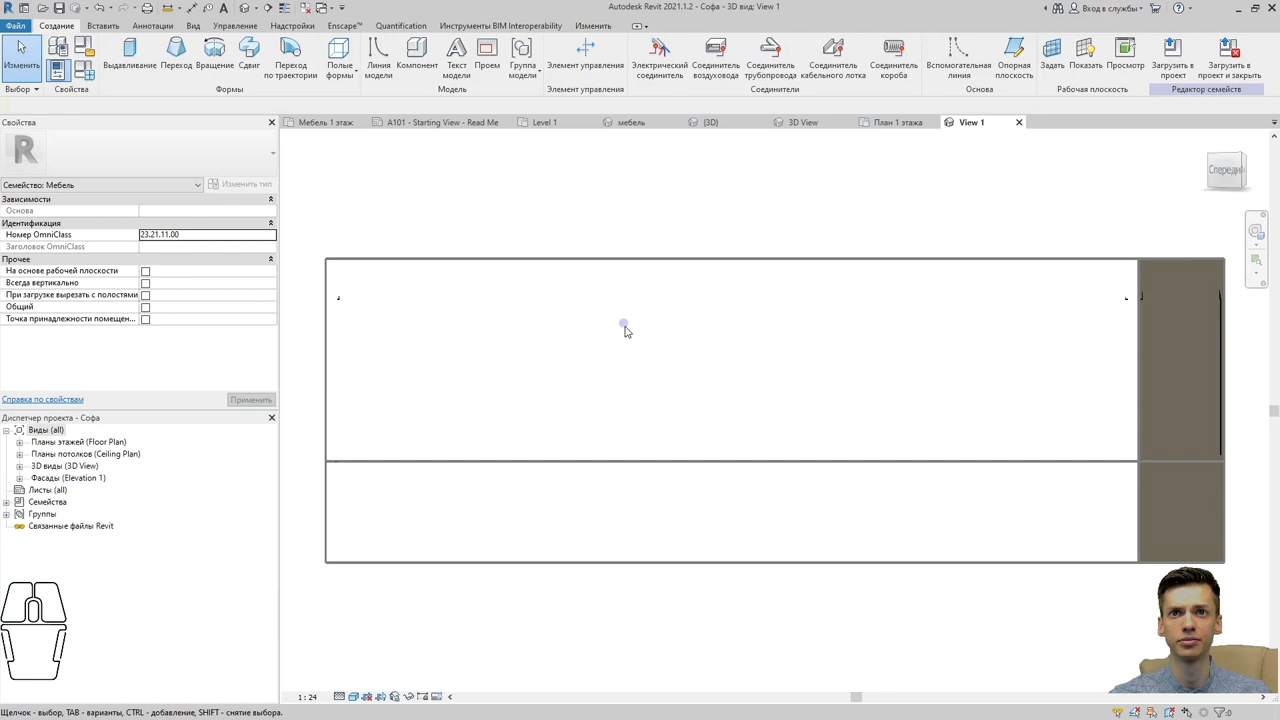 Autodesk Revit 2021.1.2 - Софа - 3D вид: View 1
Вход в службы
Файл Создание Вставить Аннотации Вид Управление Надстройки Enscape™ Quantification Инструменты BIM Interoperability Изменить
Изменить
Выдавливание Переход Вращение Сдвиг Переход по траектории Полые формы
Линия модели Компонент Текст модели Проем Группа модели
Элемент управления
Электрический соединитель Соединитель воздуховода Соединитель трубопровода Соединитель кабельного лотка Соединитель короба
Вспомогательная линия Опорная плоскость
Задать Показать Просмотр
Загрузить в проект Загрузить в проект и закрыть
Выбор Свойства Формы Модель Элемент управления Соединители Основа Рабочая плоскость Редактор семейств
Свойства
Мебель 1 этаж A101 - Starting View - Read Me Level 1 мебель {3D} 3D View План 1 этажа View 1
R
Семейство: Мебель Изменить тип
Зависимости
Основа
Идентификация
Номер OmniClass 23.21.11.00
Заголовок OmniClass
Прочее
На основе рабочей плоскости
Всегда вертикально
При загрузке вырезать с полостями
Общий
Точка принадлежности помещен...
Справка по свойствам Применить
Диспетчер проекта - Софа
Виды (all)
Планы этажей (Floor Plan)
Планы потолков (Ceiling Plan)
3D виды (3D View)
Фасады (Elevation 1)
Листы (all)
Семейства
Группы
Связанные файлы Revit
Спереди
1 : 24
Щелчок - выбор, TAB - варианты, CTRL - добавление, SHIFT - снятие выбора.
:0